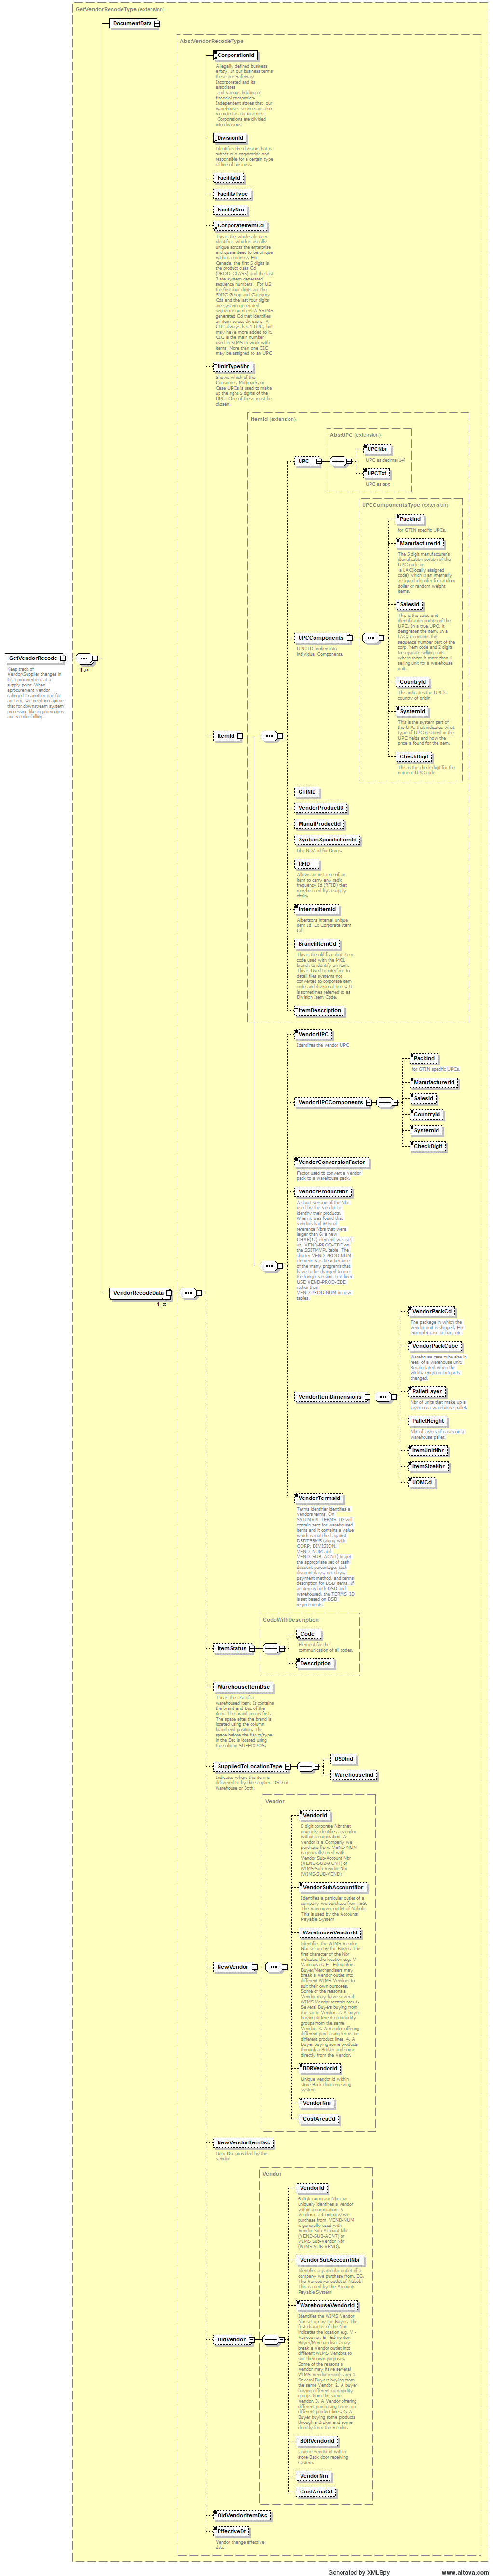 GetVendorRecodeType (extension)
DocumentData
Abs:VendorRecodeType
CorporationId
A legally defined business
entity. In our business terms
these are Safeway
Incorporated and its
associates
and various holding or
financial companies.
Independent stores that our
warehouses service are also
recorded as corporations.
Corporations are divided
into divisions
DivisionId
Identifies the division that is
subset of a corporation and
responsible for a certain type
of line of business.
FacilityId
FacilityType
FacilityNm
CorporateItemCd
This is the wholesale item
identifier, which is usually
unique across the enterprise
and guaranteed to be unique
within a country. For
Canada, the first 5 digits is
the product class Cd
(PROD_CLASS) and the last
3 are system generated
sequence numbers. For US,
the first four digits are the
SMIC Group and Category
Cds and the last four digits
are system generated
sequence numbers.A SSIMS
generated Cd that identifies
an item across divisions. A
CIC always has 1 UPC, but
may have more added to it.
CIC is the main number
used in SIMS to work with
items. More than one CIC
may be assigned to an UPC.
UnitTypeNbr
Shows which of the
Consumer, Multipack, or
Case UPCs it used to make
up the right 5 digits of the
UPC. One of these must be
chosen.
ItemId (extension)
Abs:UPC (extension)
UPC
UPCNbr
UPC as decimal[14]
UPCTxt
UPC as text
UPCComponentsType (extension)
PackInd
for GTIN specific UPCs.
ManufacturerId
The 5 digit manufacturer's
identification portion of the
UPC code or
a LAC(locally assigned
code) which is an internally
assigned identifer for random
dollar or random weight
items.
SalesId
This is the sales unit
identification portion of the
UPC. In a true UPC, it
designates the item. In a
LAC, it contains the
sequence number part of the
corp. item code and 2 digits
to separate selling units
where there is more than 1
selling unit for a warehouse
unit.
UPCComponents
UPC ID broken into
individual Components.
CountryId
This indicates the UPC's
country of origin.
SystemId
This is the system part of
the UPC that indicates what
type of UPC is stored in the
UPC fields and how the
price is found for the item.
CheckDigit
This is the check digit for the
numeric UPC code.
GetVendorRecode
1..∞
Keep track of
Vendor/Supplier changes in
item procurement at a
supply point. When
aprocurement vendor
cahnged to another one for
an item, we need to capture
that for downstream system
processing like in promotions
and vendor billing.
ItemId
GTINID
VendorProductID
ManufProductId
SystemSpecificItemId
Like NDA id for Drugs.
RFID
Allows an instance of an
item to carry any radio
frequency Id (RFID) that
maybe used by a supply
chain.
InternalItemId
Albertsons internal unique
item Id. Ex Corporate Item
Cd
BranchItemCd
This is the old five digit item
code used with the MCL
branch to identify an item.
This is Used to interface to
detail files systems not
converted to corporate item
code and divisional users. It
is sometimes referred to as
Division Item Code.
ItemDescription
VendorUPC
Identifies the vendor UPC
VendorUPCComponents
PackInd
for GTIN specific UPCs.
ManufacturerId
SalesId
CountryId
SystemId
CheckDigit
VendorConversionFactor
Factor used to convert a vendor
pack to a warehouse pack.
VendorProductNbr
A short version of the Nbr
used by the vendor to
identify their products.
When it was found that
vendors had internal
reference Nbrs that were
larger than 6, a new
CHAR(12) element was set
up, VEND-PROD-CDE on
the SSITMVPL table. The
shorter VEND-PROD-NUM
element was kept because
of the many programs that
have to be changed to use
the longer version. test line:
USE VEND-PROD-CDE
rather than
VEND-PROD-NUM in new
tables.
VendorRecodeData
1..∞
VendorItemDimensions
VendorPackCd
The package in which the
vendor unit is shipped. For
example: case or bag, etc.
VendorPackCube
Warehouse case cube size in
feet, of a warehouse unit.
Recalculated when the
width, length or height is
changed.
PalletLayer
Nbr of units that make up a
layer on a warehouse pallet.
PalletHeight
Nbr of layers of cases on a
warehouse pallet.
ItemUnitNbr
ItemSizeNbr
UOMCd
VendorTermsId
Terms identifier identifies a
vendors terms. On
SSITMVPI, TERMS_ID will
contain zero for warehoused
items and it contains a value
which is matched against
DSDTERMS (along with
CORP, DIVISION,
VEND_NUM and
VEND_SUB_ACNT) to get
the appropriate set of cash
discount percentage, cash
discount days, net days,
payment method, and terms
description for DSD items. If
an item is both DSD and
warehoused, the TERMS_ID
is set based on DSD
requirements.
CodeWithDescription
ItemStatus
Code
Element for the
communication of all codes.
Description
WarehouseItemDsc
This is the Dsc of a
warehoused item. It contains
the brand and Dsc of the
item. The brand occurs first.
The space after the brand is
located using the column
brand and position. The
space before the flavor/type
in the Dsc is located using
the column SUFFIXPOS.
SuppliedToLocationType
Indicates where the item is
delivered to by the supplier. DSD or
Warehouse or Both.
DSDInd
WarehouseInd
Vendor
VendorId
6 digit corporate Nbr that
uniquely identifies a vendor
within a corporation. A
vendor is a Company we
purchase from. VEND-NUM
is generally used with
Vendor Sub-Account Nbr
(VEND-SUB-ACNT) or
WIMS Sub-Vendor Nbr
(WIMS-SUB-VEND).
VendorSubAccountNbr
Identifies a particular outlet of a
company we purchase from. EG.
The Vancouver outlet of Nabob.
This is used by the Accounts
Payable System
WarehouseVendorId
Identifies the WIMS Vendor
Nbr set up by the Buyer. The
first character of the Nbr
indicates the location e.g. V -
Vancouver, E - Edmonton.
Buyer/Merchandisers may
break a Vendor outlet into
different WIMS Vendors to
suit their own purposes.
Some of the reasons a
Vendor may have several
WIMS Vendor records are: 1.
Several Buyers buying from
the same Vendor. 2. A buyer
buying different commodity
groups from the same
Vendor. 3. A Vendor offering
different purchasing terms on
different product lines. 4. A
Buyer buying some products
through a Broker and some
directly from the Vendor.
NewVendor
BDRVendorId
Unique vendor id within
store Back door receiving
system.
VendorNm
CostAreaCd
NewVendorItemDsc
Item Dsc provided by the
vendor
Vendor
VendorId
6 digit corporate Nbr that
uniquely identifies a vendor
within a corporation. A
vendor is a Company we
purchase from. VEND-NUM
is generally used with
Vendor Sub-Account Nbr
(VEND-SUB-ACNT) or
WIMS Sub-Vendor Nbr
(WIMS-SUB-VEND).
VendorSubAccountNbr
Identifies a particular outlet of a
company we purchase from. EG.
The Vancouver outlet of Nabob.
This is used by the Accounts
Payable System
WarehouseVendorId
Identifies the WIMS Vendor
Nbr set up by the Buyer. The
first character of the Nbr
indicates the location e.g. V -
Vancouver, E - Edmonton.
Buyer/Merchandisers may
break a Vendor outlet into
different WIMS Vendors to
suit their own purposes.
Some of the reasons a
Vendor may have several
WIMS Vendor records are: 1.
Several Buyers buying from
the same Vendor. 2. A buyer
buying different commodity
groups from the same
Vendor. 3. A Vendor offering
different purchasing terms on
different product lines. 4. A
Buyer buying some products
through a Broker and some
directly from the Vendor.
OldVendor
BDRVendorId
Unique vendor id within
store Back door receiving
system.
VendorNm
CostAreaCd
OldVendorItemDsc
EffectiveDt
Vendor change effective
date.
Generated by XMLSpy
www.altova.com